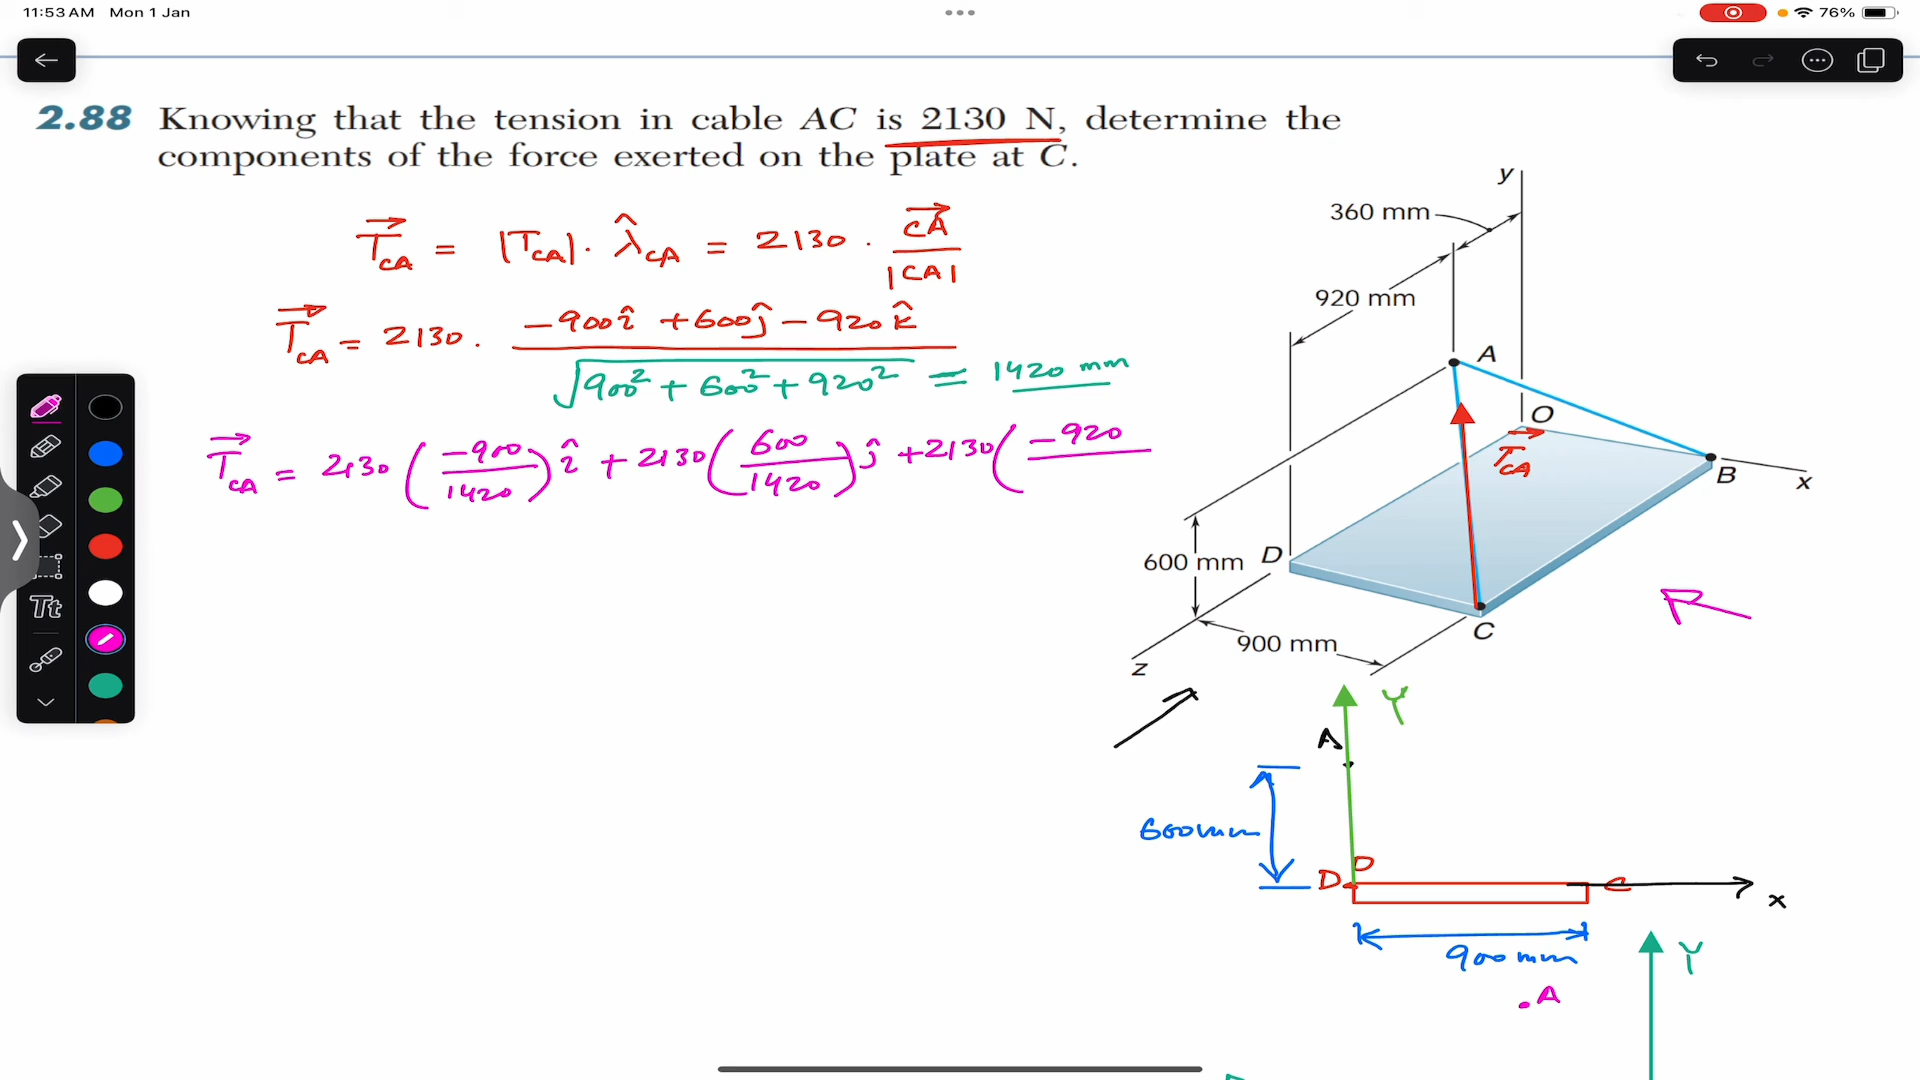 11:53 AM Mon 1 Jan
76%
2.88 Knowing that the tension in cable AC is 2130 N, determine the
components of the force exerted on the plate at C.
T⃗CA = |TCA| · λ̂CA = 2130 · CA⃗ / |CA|
T⃗CA = 2130 · (-900î + 600ĵ - 920k̂) / √(900² + 600² + 920²) = 1420 mm
T⃗CA = 2130 (-900/1420) î + 2130 (600/1420) ĵ + 2130 (-920
Tt
y
360 mm
920 mm
A
O
TCA
B
x
D
600 mm
C
900 mm
z
Y
A
600mm
D
D
C
x
900 mm
Y
A